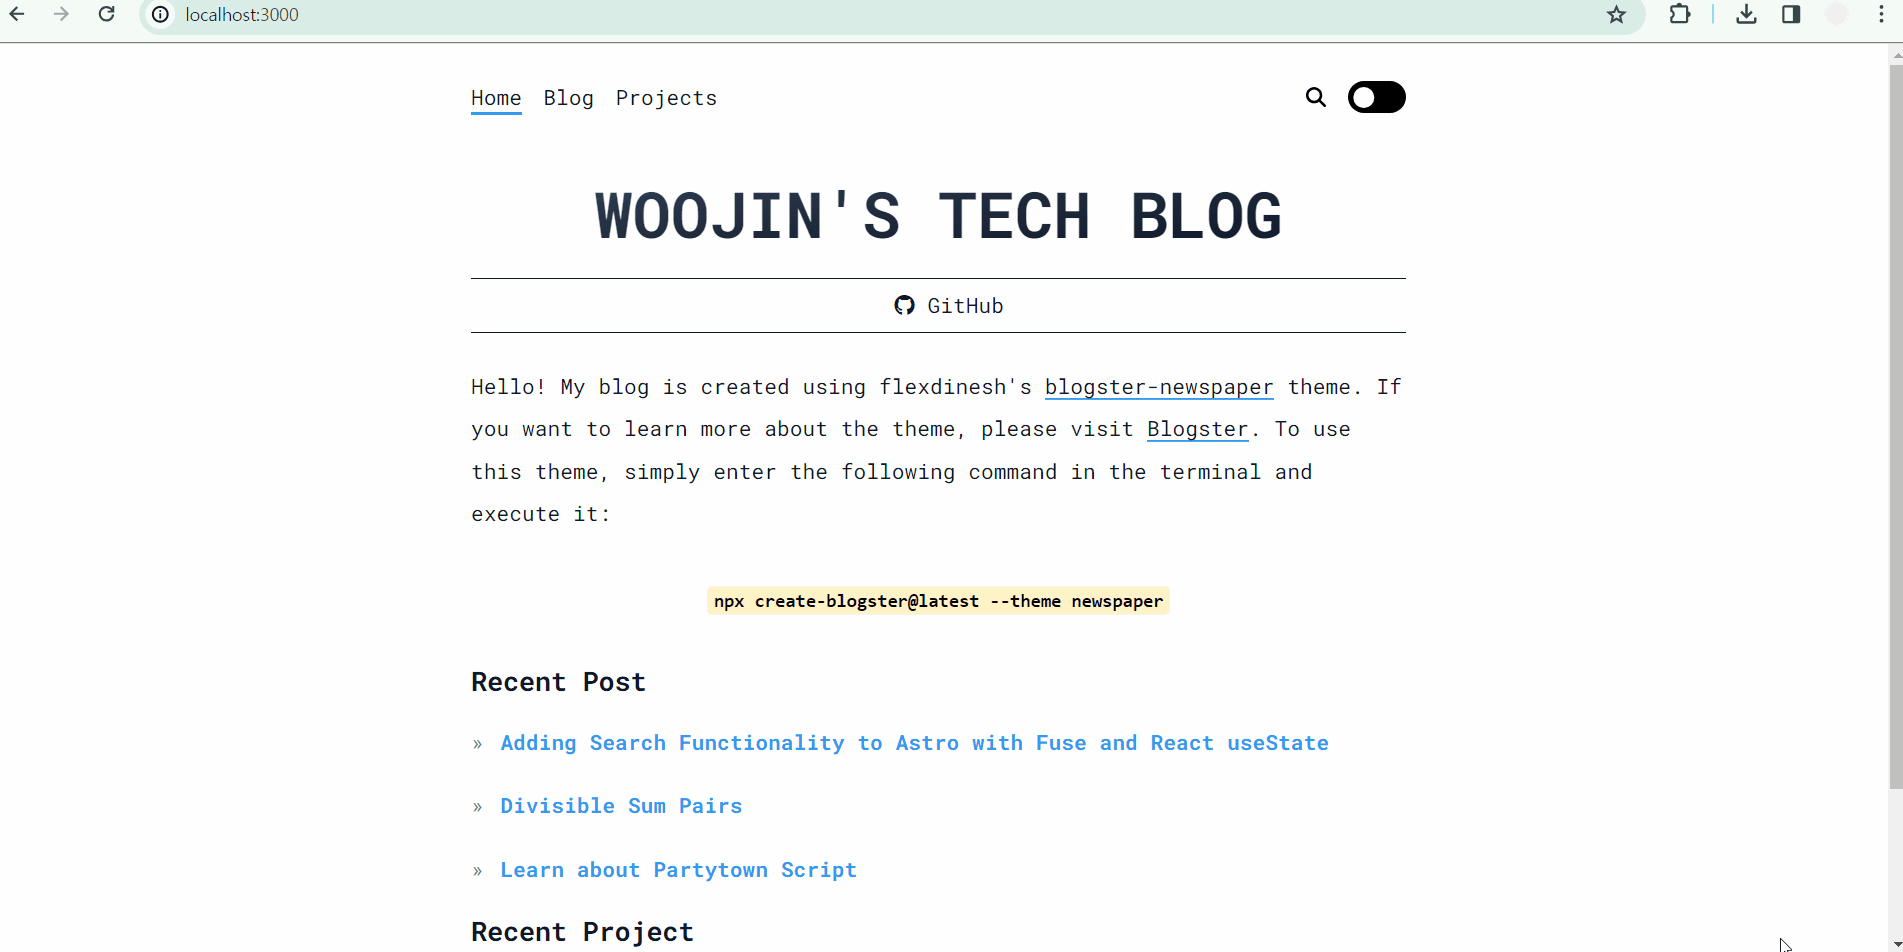 localhost:3000
Home Blog Projects
WOOJIN'S TECH BLOG
GitHub
Hello! My blog is created using flexdinesh's blogster-newspaper theme. If
you want to learn more about the theme, please visit Blogster. To use
this theme, simply enter the following command in the terminal and
execute it:
npx create-blogster@latest --theme newspaper
Recent Post
» Adding Search Functionality to Astro with Fuse and React useState
» Divisible Sum Pairs
» Learn about Partytown Script
Recent Project